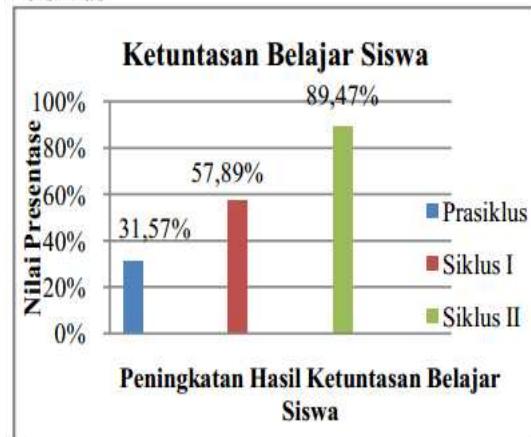 Ketuntasan Belajar Siswa
Nilai Presentase
100%
80%
60%
40%
20%
0%
31,57%
57,89%
89,47%
Prasiklus
Siklus I
Siklus II
Peningkatan Hasil Ketuntasan Belajar
Siswa